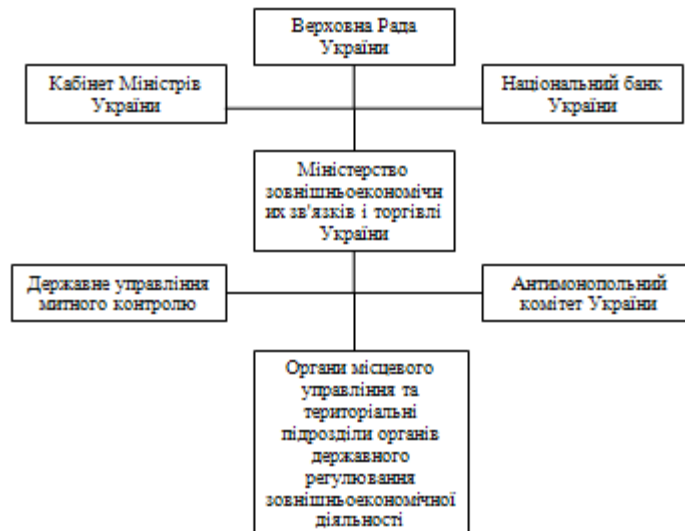 Верховна Рада
України
Кабінет Міністрів
України
Національний банк
України
Міністерство
зовнішньоекономічн
их зв'язків і торгівлі
України
Державне управління
митного контролю
Антимонопольний
комітет України
Органи місцевого
управління та
територіальні
підрозділи органів
державного
регулювання
зовнішньоекономічної
діяльності